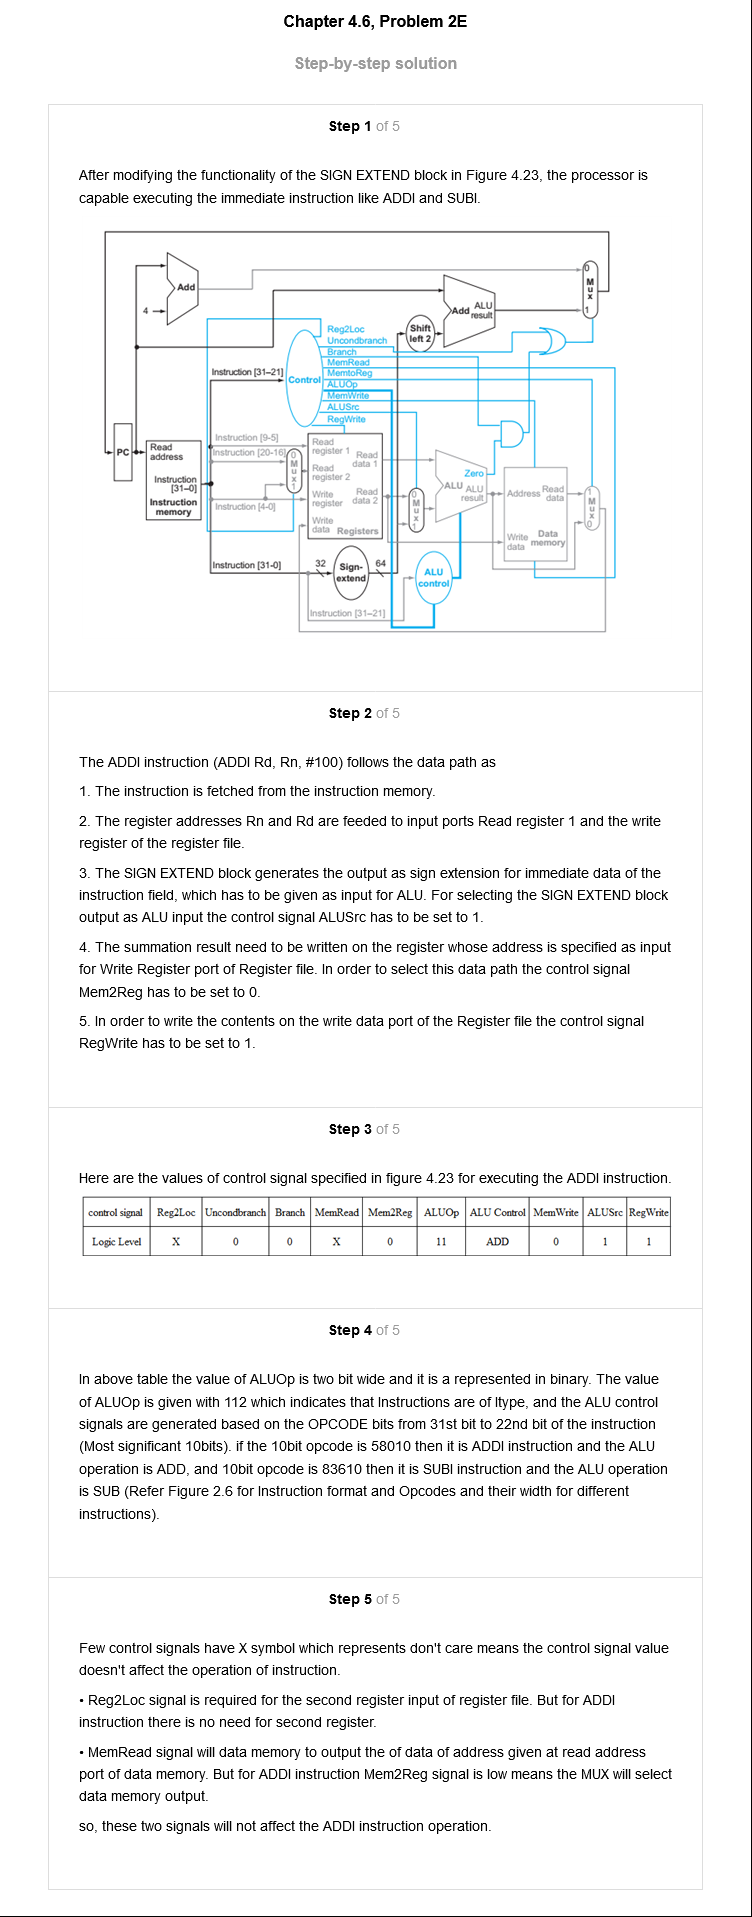 Chapter 4.6, Problem 2E
Step-by-step solution
Step 1 of 5
After modifying the functionality of the SIGN EXTEND block in Figure 4.23, the processor is
capable executing the immediate instruction like ADDI and SUBI.
Add
4
Add ALU result
0
M
u
x
1
Shift left 2
Reg2Loc
Uncondbranch
Branch
MemRead
MemtoReg
ALUOp
MemWrite
ALUSrc
RegWrite
Instruction [31–21]
Control
PC
Read address
Instruction [31–0]
Instruction memory
Instruction [9-5]
Instruction [20-16]
Instruction [4-0]
0
M
u
x
1
Read register 1
Read data 1
Read register 2
Write register
Read data 2
Write data
Registers
0
M
u
x
1
Zero
ALU ALU result
Address
Read data
Write data
Data memory
1
M
u
x
0
Instruction [31-0]
32
Sign-extend
64
ALU control
Instruction [31–21]
Step 2 of 5
The ADDI instruction (ADDI Rd, Rn, #100) follows the data path as
1. The instruction is fetched from the instruction memory.
2. The register addresses Rn and Rd are feeded to input ports Read register 1 and the write
register of the register file.
3. The SIGN EXTEND block generates the output as sign extension for immediate data of the
instruction field, which has to be given as input for ALU. For selecting the SIGN EXTEND block
output as ALU input the control signal ALUSrc has to be set to 1.
4. The summation result need to be written on the register whose address is specified as input
for Write Register port of Register file. In order to select this data path the control signal
Mem2Reg has to be set to 0.
5. In order to write the contents on the write data port of the Register file the control signal
RegWrite has to be set to 1.
Step 3 of 5
Here are the values of control signal specified in figure 4.23 for executing the ADDI instruction.
control signal Reg2Loc Uncondbranch Branch MemRead Mem2Reg ALUOp ALU Control MemWrite ALUSrc RegWrite
Logic Level X 0 0 X 0 11 ADD 0 1 1
Step 4 of 5
In above table the value of ALUOp is two bit wide and it is a represented in binary. The value
of ALUOp is given with 112 which indicates that Instructions are of Itype, and the ALU control
signals are generated based on the OPCODE bits from 31st bit to 22nd bit of the instruction
(Most significant 10bits). if the 10bit opcode is 58010 then it is ADDI instruction and the ALU
operation is ADD, and 10bit opcode is 83610 then it is SUBI instruction and the ALU operation
is SUB (Refer Figure 2.6 for Instruction format and Opcodes and their width for different
instructions).
Step 5 of 5
Few control signals have X symbol which represents don't care means the control signal value
doesn't affect the operation of instruction.
• Reg2Loc signal is required for the second register input of register file. But for ADDI
instruction there is no need for second register.
• MemRead signal will data memory to output the of data of address given at read address
port of data memory. But for ADDI instruction Mem2Reg signal is low means the MUX will select
data memory output.
so, these two signals will not affect the ADDI instruction operation.